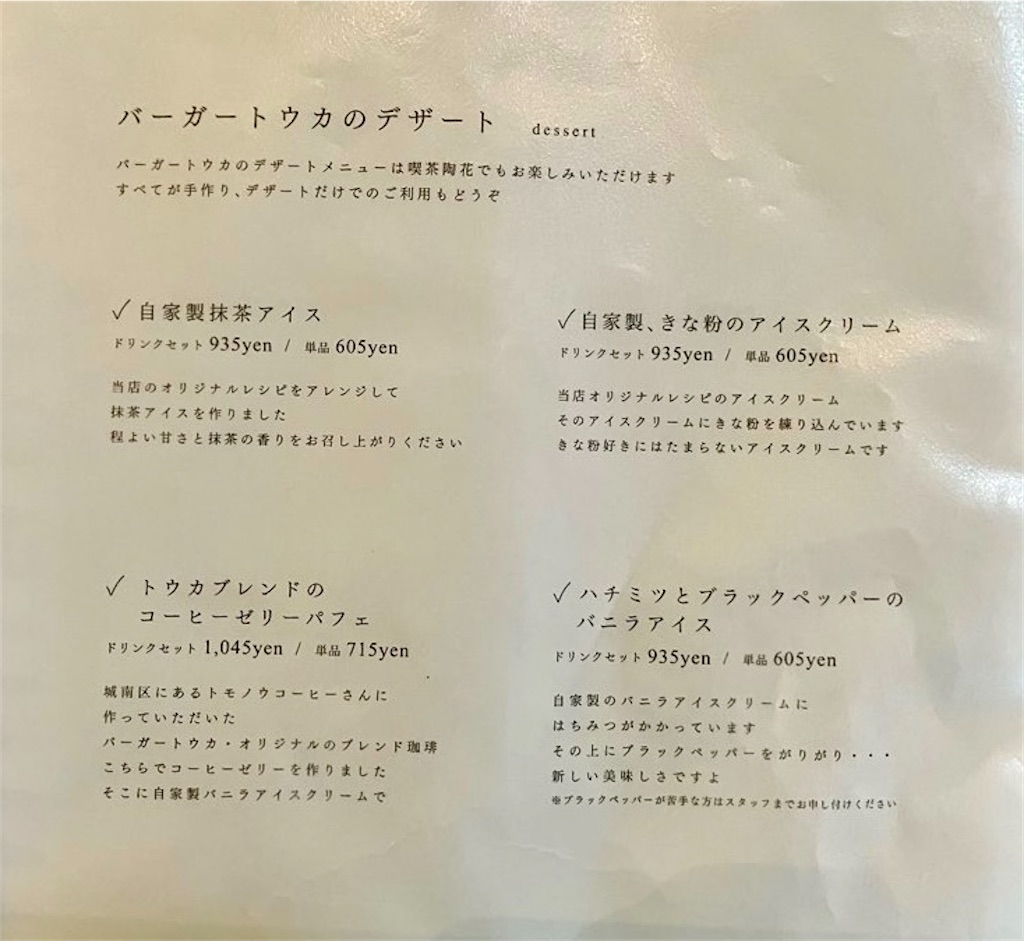 バーガートウカのデザート dessert
バーガートウカのデザートメニューは喫茶陶花でもお楽しみいただけます
すべてが手作り、デザートだけでのご利用もどうぞ
✓ 自家製抹茶アイス
ドリンクセット 935yen / 単品 605yen
当店のオリジナルレシピをアレンジして
抹茶アイスを作りました
程よい甘さと抹茶の香りをお召し上がりください
✓ 自家製、きな粉のアイスクリーム
ドリンクセット 935yen / 単品 605yen
当店オリジナルレシピのアイスクリーム
そのアイスクリームにきな粉を練り込んでいます
きな粉好きにはたまらないアイスクリームです
✓ トウカブレンドの
コーヒーゼリーパフェ
ドリンクセット 1,045yen / 単品 715yen
城南区にあるトモノウコーヒーさんに
作っていただいた
バーガートウカ・オリジナルのブレンド珈琲
こちらでコーヒーゼリーを作りました
そこに自家製バニラアイスクリームで
✓ ハチミツとブラックペッパーの
バニラアイス
ドリンクセット 935yen / 単品 605yen
自家製のバニラアイスクリームに
はちみつがかかっています
その上にブラックペッパーをがりがり・・・
新しい美味しさですよ
※ブラックペッパーが苦手な方はスタッフまでお申し付けください